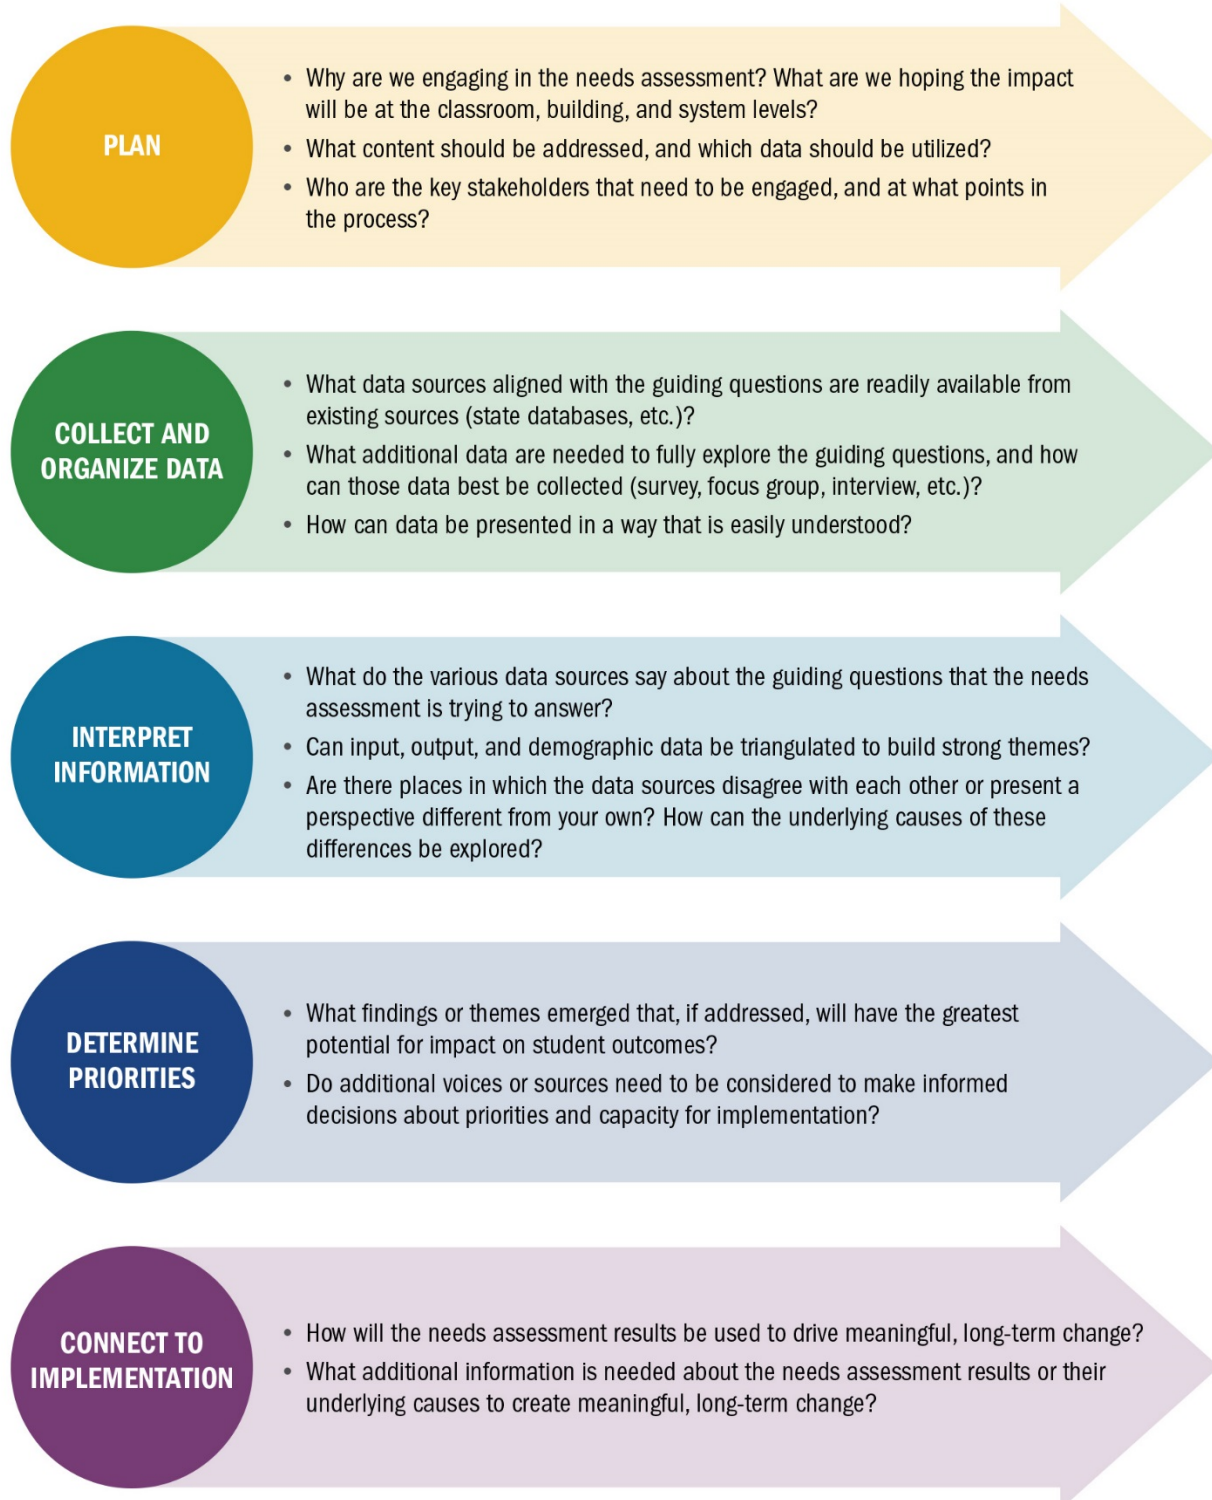 PLAN
• Why are we engaging in the needs assessment? What are we hoping the impact
will be at the classroom, building, and system levels?
• What content should be addressed, and which data should be utilized?
• Who are the key stakeholders that need to be engaged, and at what points in
the process?
COLLECT AND
ORGANIZE DATA
• What data sources aligned with the guiding questions are readily available from
existing sources (state databases, etc.)?
• What additional data are needed to fully explore the guiding questions, and how
can those data best be collected (survey, focus group, interview, etc.)?
• How can data be presented in a way that is easily understood?
INTERPRET
INFORMATION
• What do the various data sources say about the guiding questions that the needs
assessment is trying to answer?
• Can input, output, and demographic data be triangulated to build strong themes?
• Are there places in which the data sources disagree with each other or present a
perspective different from your own? How can the underlying causes of these
differences be explored?
DETERMINE
PRIORITIES
• What findings or themes emerged that, if addressed, will have the greatest
potential for impact on student outcomes?
• Do additional voices or sources need to be considered to make informed
decisions about priorities and capacity for implementation?
CONNECT TO
IMPLEMENTATION
• How will the needs assessment results be used to drive meaningful, long-term change?
• What additional information is needed about the needs assessment results or their
underlying causes to create meaningful, long-term change?